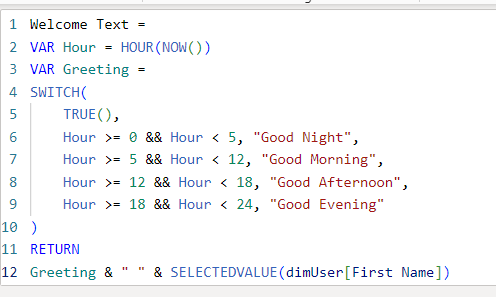 1 Welcome Text =
2 VAR Hour = HOUR(NOW())
3 VAR Greeting =
4 SWITCH(
5 TRUE(),
6 Hour >= 0 && Hour < 5, "Good Night",
7 Hour >= 5 && Hour < 12, "Good Morning",
8 Hour >= 12 && Hour < 18, "Good Afternoon",
9 Hour >= 18 && Hour < 24, "Good Evening"
10 )
11 RETURN
12 Greeting & " " & SELECTEDVALUE(dimUser[First Name])